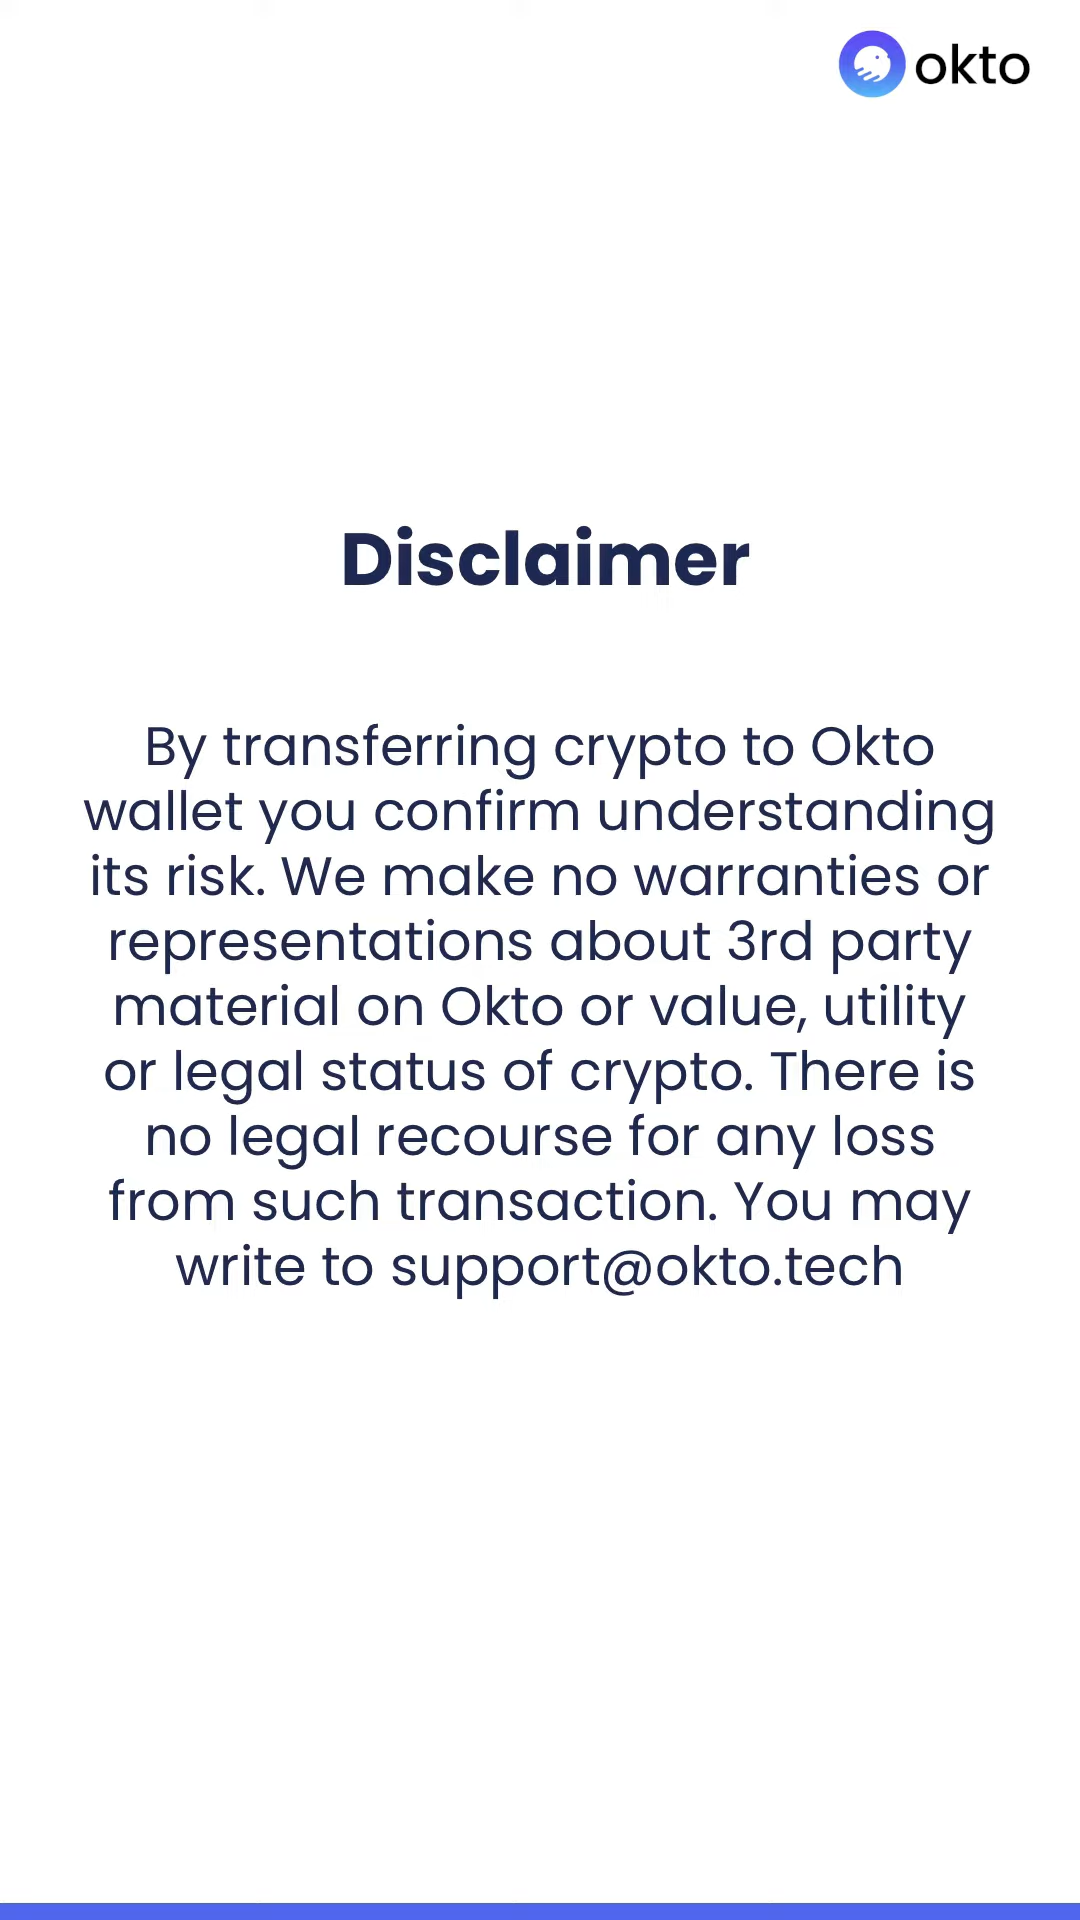 okto
Disclaimer
By transferring crypto to Okto
wallet you confirm understanding
its risk. We make no warranties or
representations about 3rd party
material on Okto or value, utility
or legal status of crypto. There is
no legal recourse for any loss
from such transaction. You may
write to support@okto.tech